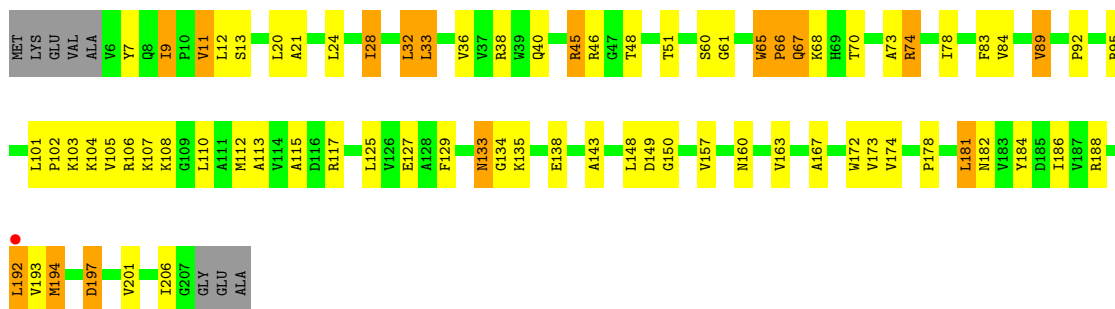 MET LYS GLU VAL ALA V6 Y7 Q8 I9 P10 V11 L12 S13 L20 A21 L24 I28 L32 L33 V36 V37 R38 W39 Q40 R45 R46 G47 T48 T51 S60 G61 W65 P66 Q67 K68 H69 T70 A73 R74 I78 F83 V84 V89 P92
L101 P102 K103 K104 V105 R106 K107 K108 G109 L110 A111 M112 A113 V114 A115 D116 R117 L125 V126 E127 A128 F129 N133 G134 K135 E138 A143 L148 D149 G150 V157 N160 V163 A167 W172 V173 V174 P178 L181 N182 V183 Y184 D185 I186 V187 R188
L192 V193 M194 D197 V201 I206 G207 GLY GLU ALA